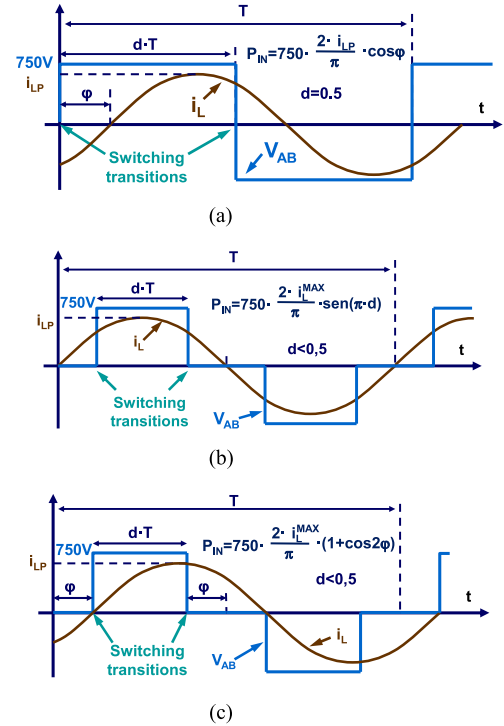 T
d·T
P_IN=750· 2· i_LP / π ·cosφ
750V
i_LP
φ
d=0.5
i_L
t
Switching
transitions
V_AB
(a)
T
d·T
P_IN=750· 2· i_L^MAX / π ·sen(π·d)
750V
i_LP
i_L
d<0,5
t
Switching
transitions
V_AB
(b)
T
d·T
P_IN=750· 2· i_L^MAX / π ·(1+cos2φ)
750V
i_LP
φ
φ
d<0,5
t
Switching
transitions
V_AB
i_L
(c)